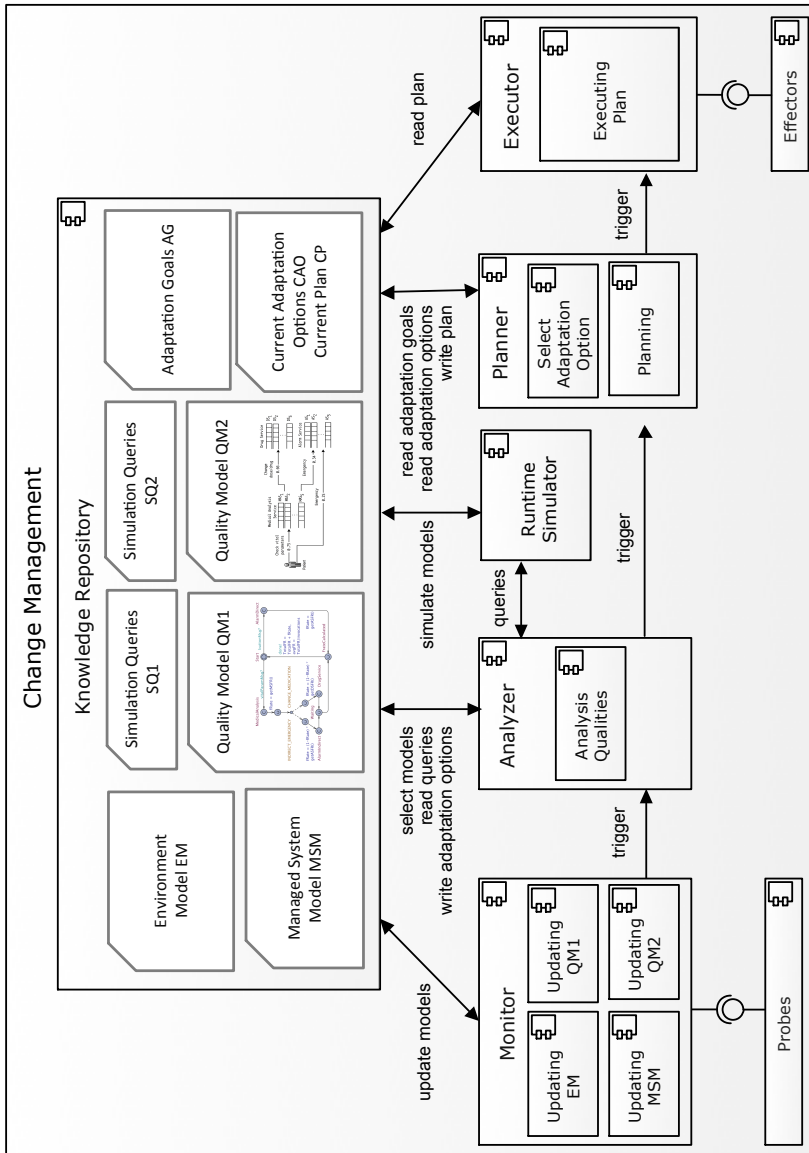 Change Management
Knowledge Repository
Environment
Model EM
Simulation Queries
SQ1
Simulation Queries
SQ2
Adaptation Goals AG
Managed System
Model MSM
Quality Model QM1
Quality Model QM2
Current Adaptation
Options CAO
Current Plan CP
update models
select models
read queries
write adaptation options
simulate models
read adaptation goals
read adaptation options
write plan
read plan
Monitor
Updating
EM
Updating
QM1
Updating
MSM
Updating
QM2
trigger
Analyzer
Analysis
Qualities
queries
Runtime
Simulator
trigger
Planner
Select
Adaptation
Option
Planning
trigger
Executor
Executing
Plan
Probes
Effectors